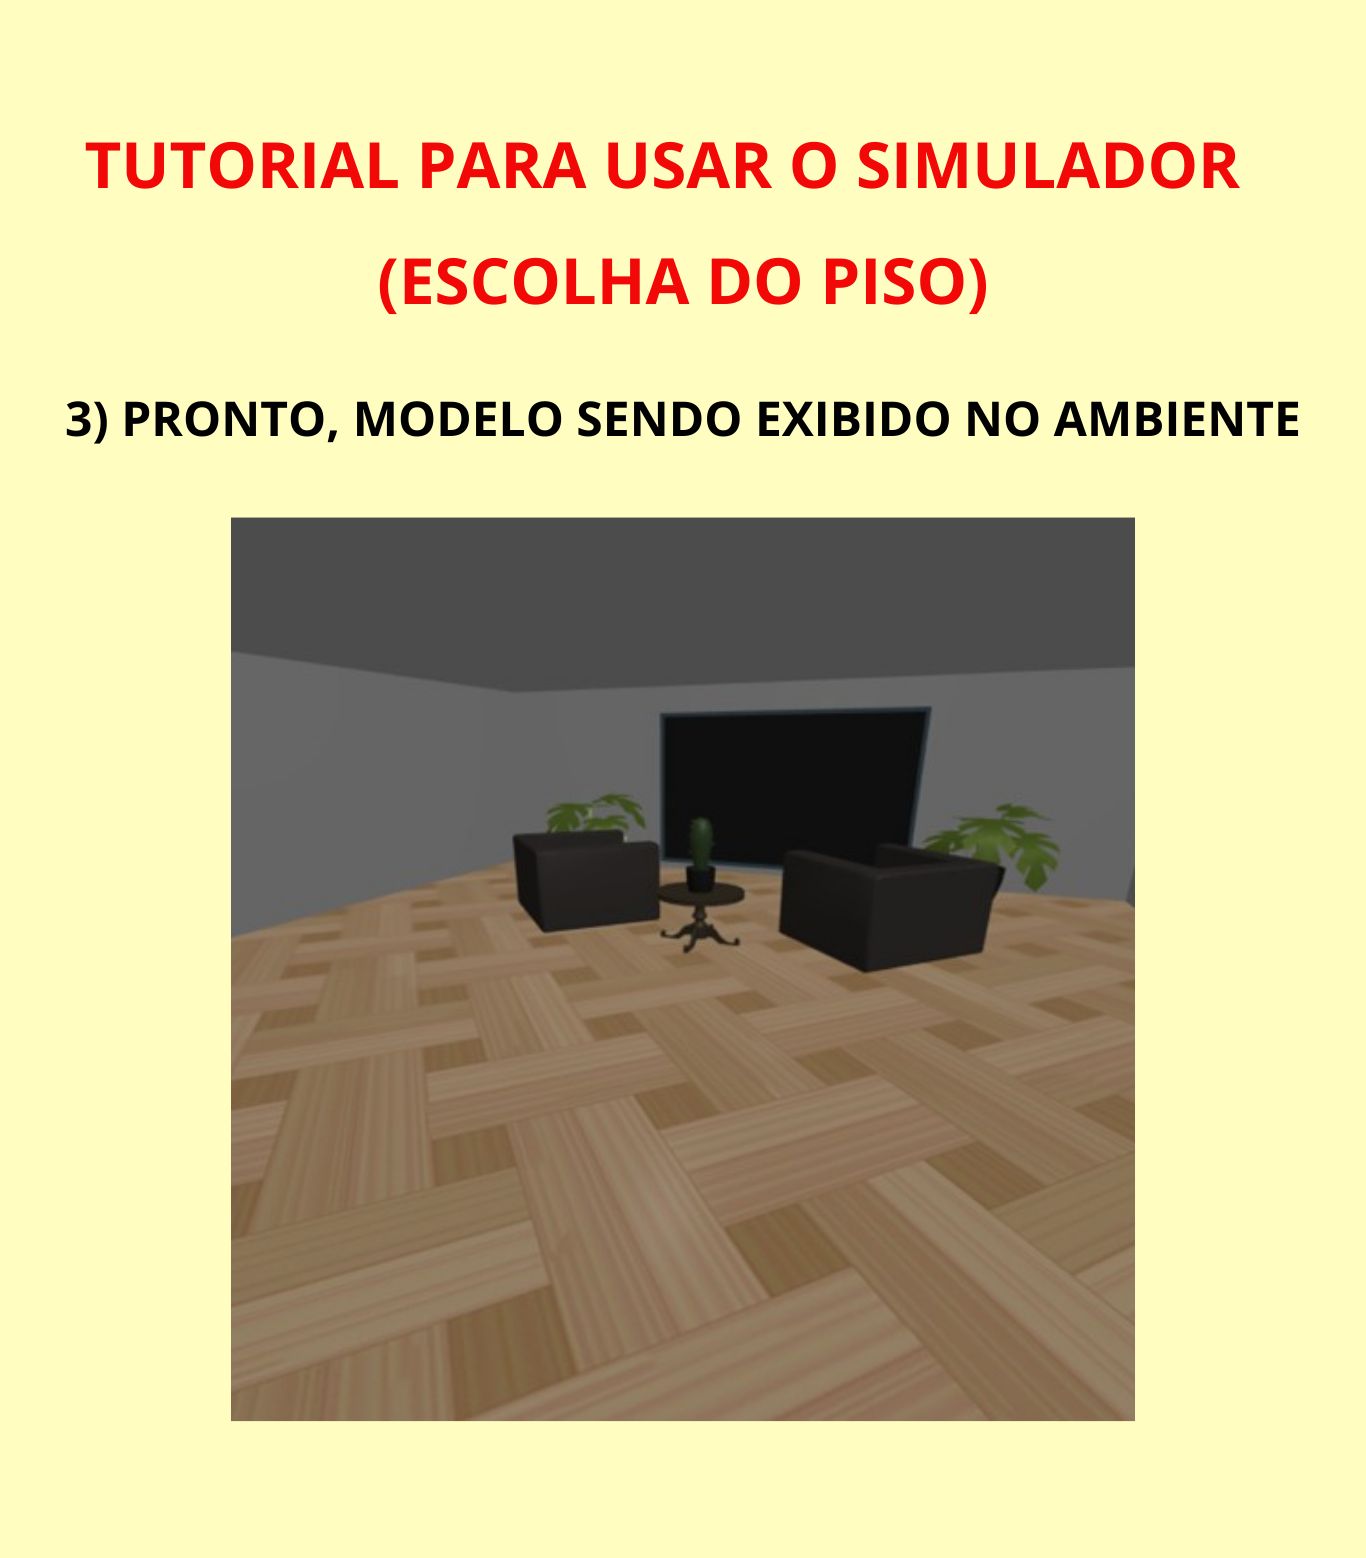 TUTORIAL PARA USAR O SIMULADOR
(ESCOLHA DO PISO)
3) PRONTO, MODELO SENDO EXIBIDO NO AMBIENTE